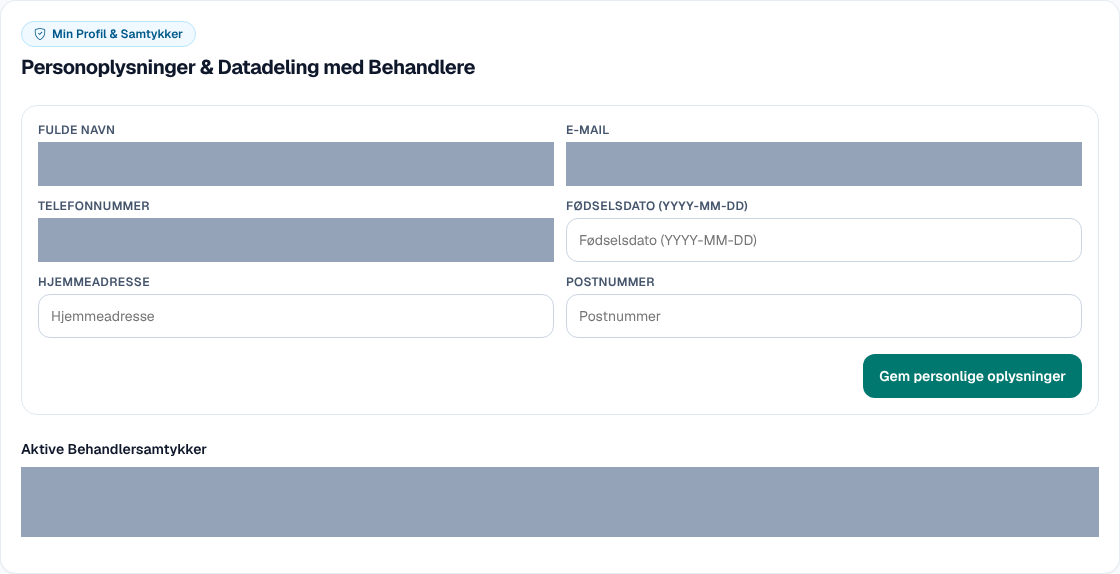 Min Profil & Samtykker
Personoplysninger & Datadeling med Behandlere
FULDE NAVN
E-MAIL
TELEFONNUMMER
FØDSELSDATO (YYYY-MM-DD)
Fødselsdato (YYYY-MM-DD)
HJEMMEADRESSE
POSTNUMMER
Hjemmeadresse
Postnummer
Gem personlige oplysninger
Aktive Behandlersamtykker